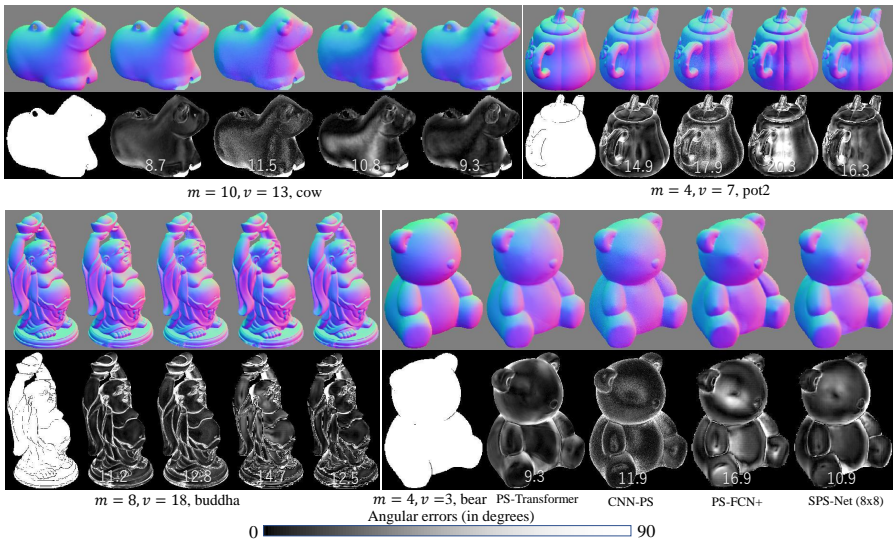 8.7 11.5 10.8 9.3
14.9 17.9 20.3 16.3
m = 10, v = 13, cow
m = 4, v = 7, pot2
11.2 12.8 14.7 12.5
9.3 11.9 16.9 10.9
m = 8, v = 18, buddha
m = 4, v =3, bear PS-Transformer CNN-PS PS-FCN+ SPS-Net (8x8)
Angular errors (in degrees)
0 90